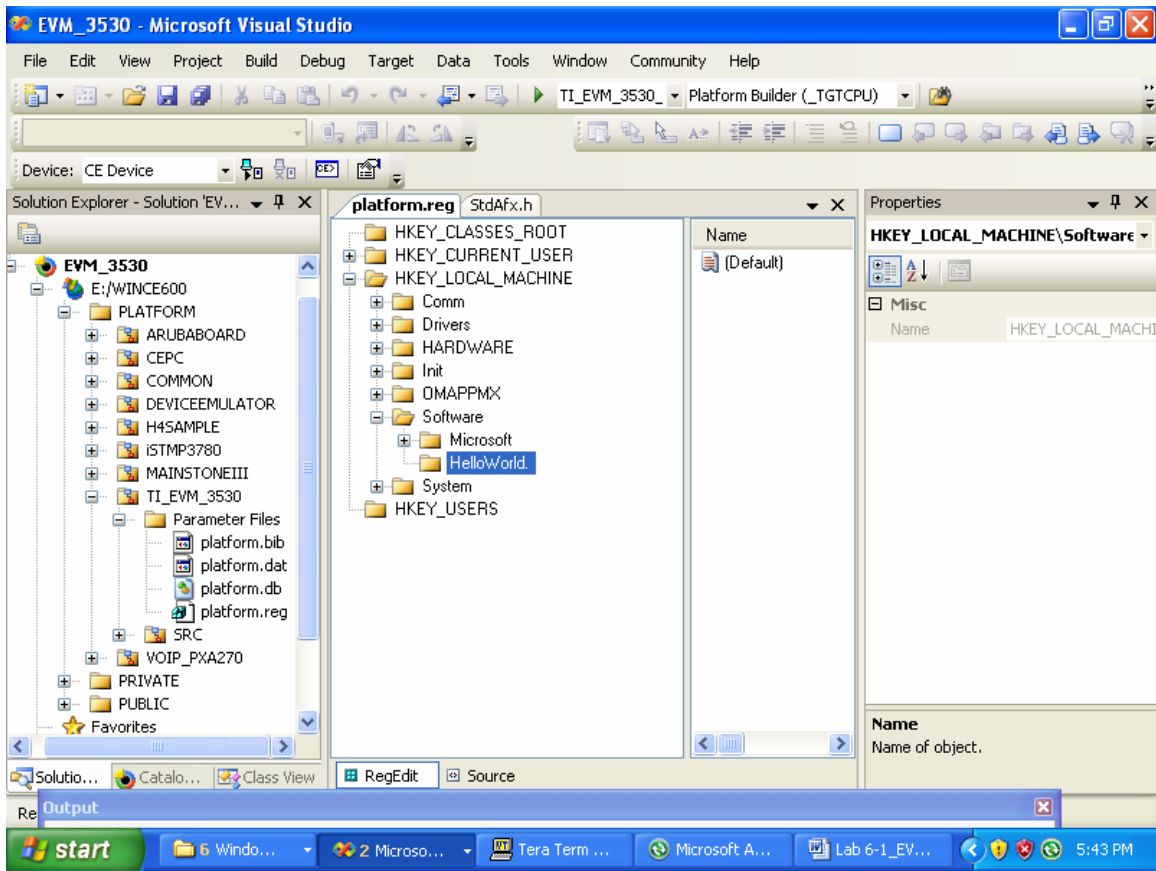 EVM_3530 - Microsoft Visual Studio
File Edit View Project Build Debug Target Data Tools Window Community Help
TI_EVM_3530_ Platform Builder (_TGTCPU)
Device: CE Device
Solution Explorer - Solution 'EV...
EVM_3530
E:/WINCE600
PLATFORM
ARUBABOARD
CEPC
COMMON
DEVICEEMULATOR
H4SAMPLE
iSTMP3780
MAINSTONEIII
TI_EVM_3530
Parameter Files
platform.bib
platform.dat
platform.db
platform.reg
SRC
VOIP_PXA270
PRIVATE
PUBLIC
Favorites
Solutio... Catalo... Class View
platform.reg StdAfx.h
HKEY_CLASSES_ROOT
HKEY_CURRENT_USER
HKEY_LOCAL_MACHINE
Comm
Drivers
HARDWARE
Init
OMAPPMX
Software
Microsoft
HelloWorld.
System
HKEY_USERS
Name
(Default)
RegEdit Source
Properties
HKEY_LOCAL_MACHINE\Software
Misc
Name HKEY_LOCAL_MACHI
Name
Name of object.
Re Output
start 6 Windo... 2 Microso... Tera Term ... Microsoft A... Lab 6-1_EV... 5:43 PM